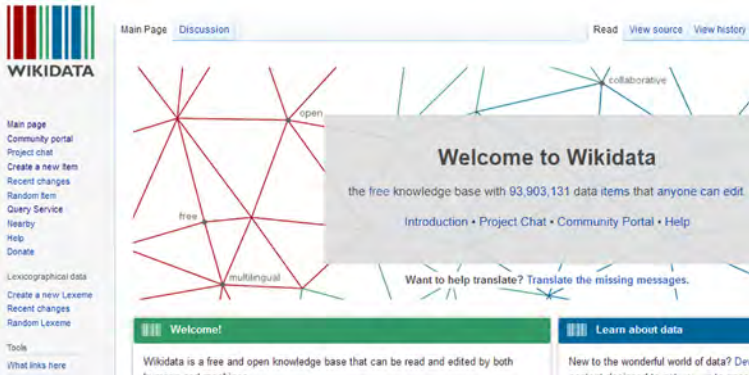 WIKIDATA
Main page
Community portal
Project chat
Create a new Item
Recent changes
Random Item
Query Service
Nearby
Help
Donate
Lexicographical data
Create a new Lexeme
Recent changes
Random Lexeme
Tools
What links here
Main Page Discussion
Read View source View history
collaborative
open
free
multilingual
Welcome to Wikidata
the free knowledge base with 93,903,131 data items that anyone can edit.
Introduction • Project Chat • Community Portal • Help
Want to help translate? Translate the missing messages.
Welcome!
Wikidata is a free and open knowledge base that can be read and edited by both
Learn about data
New to the wonderful world of data?